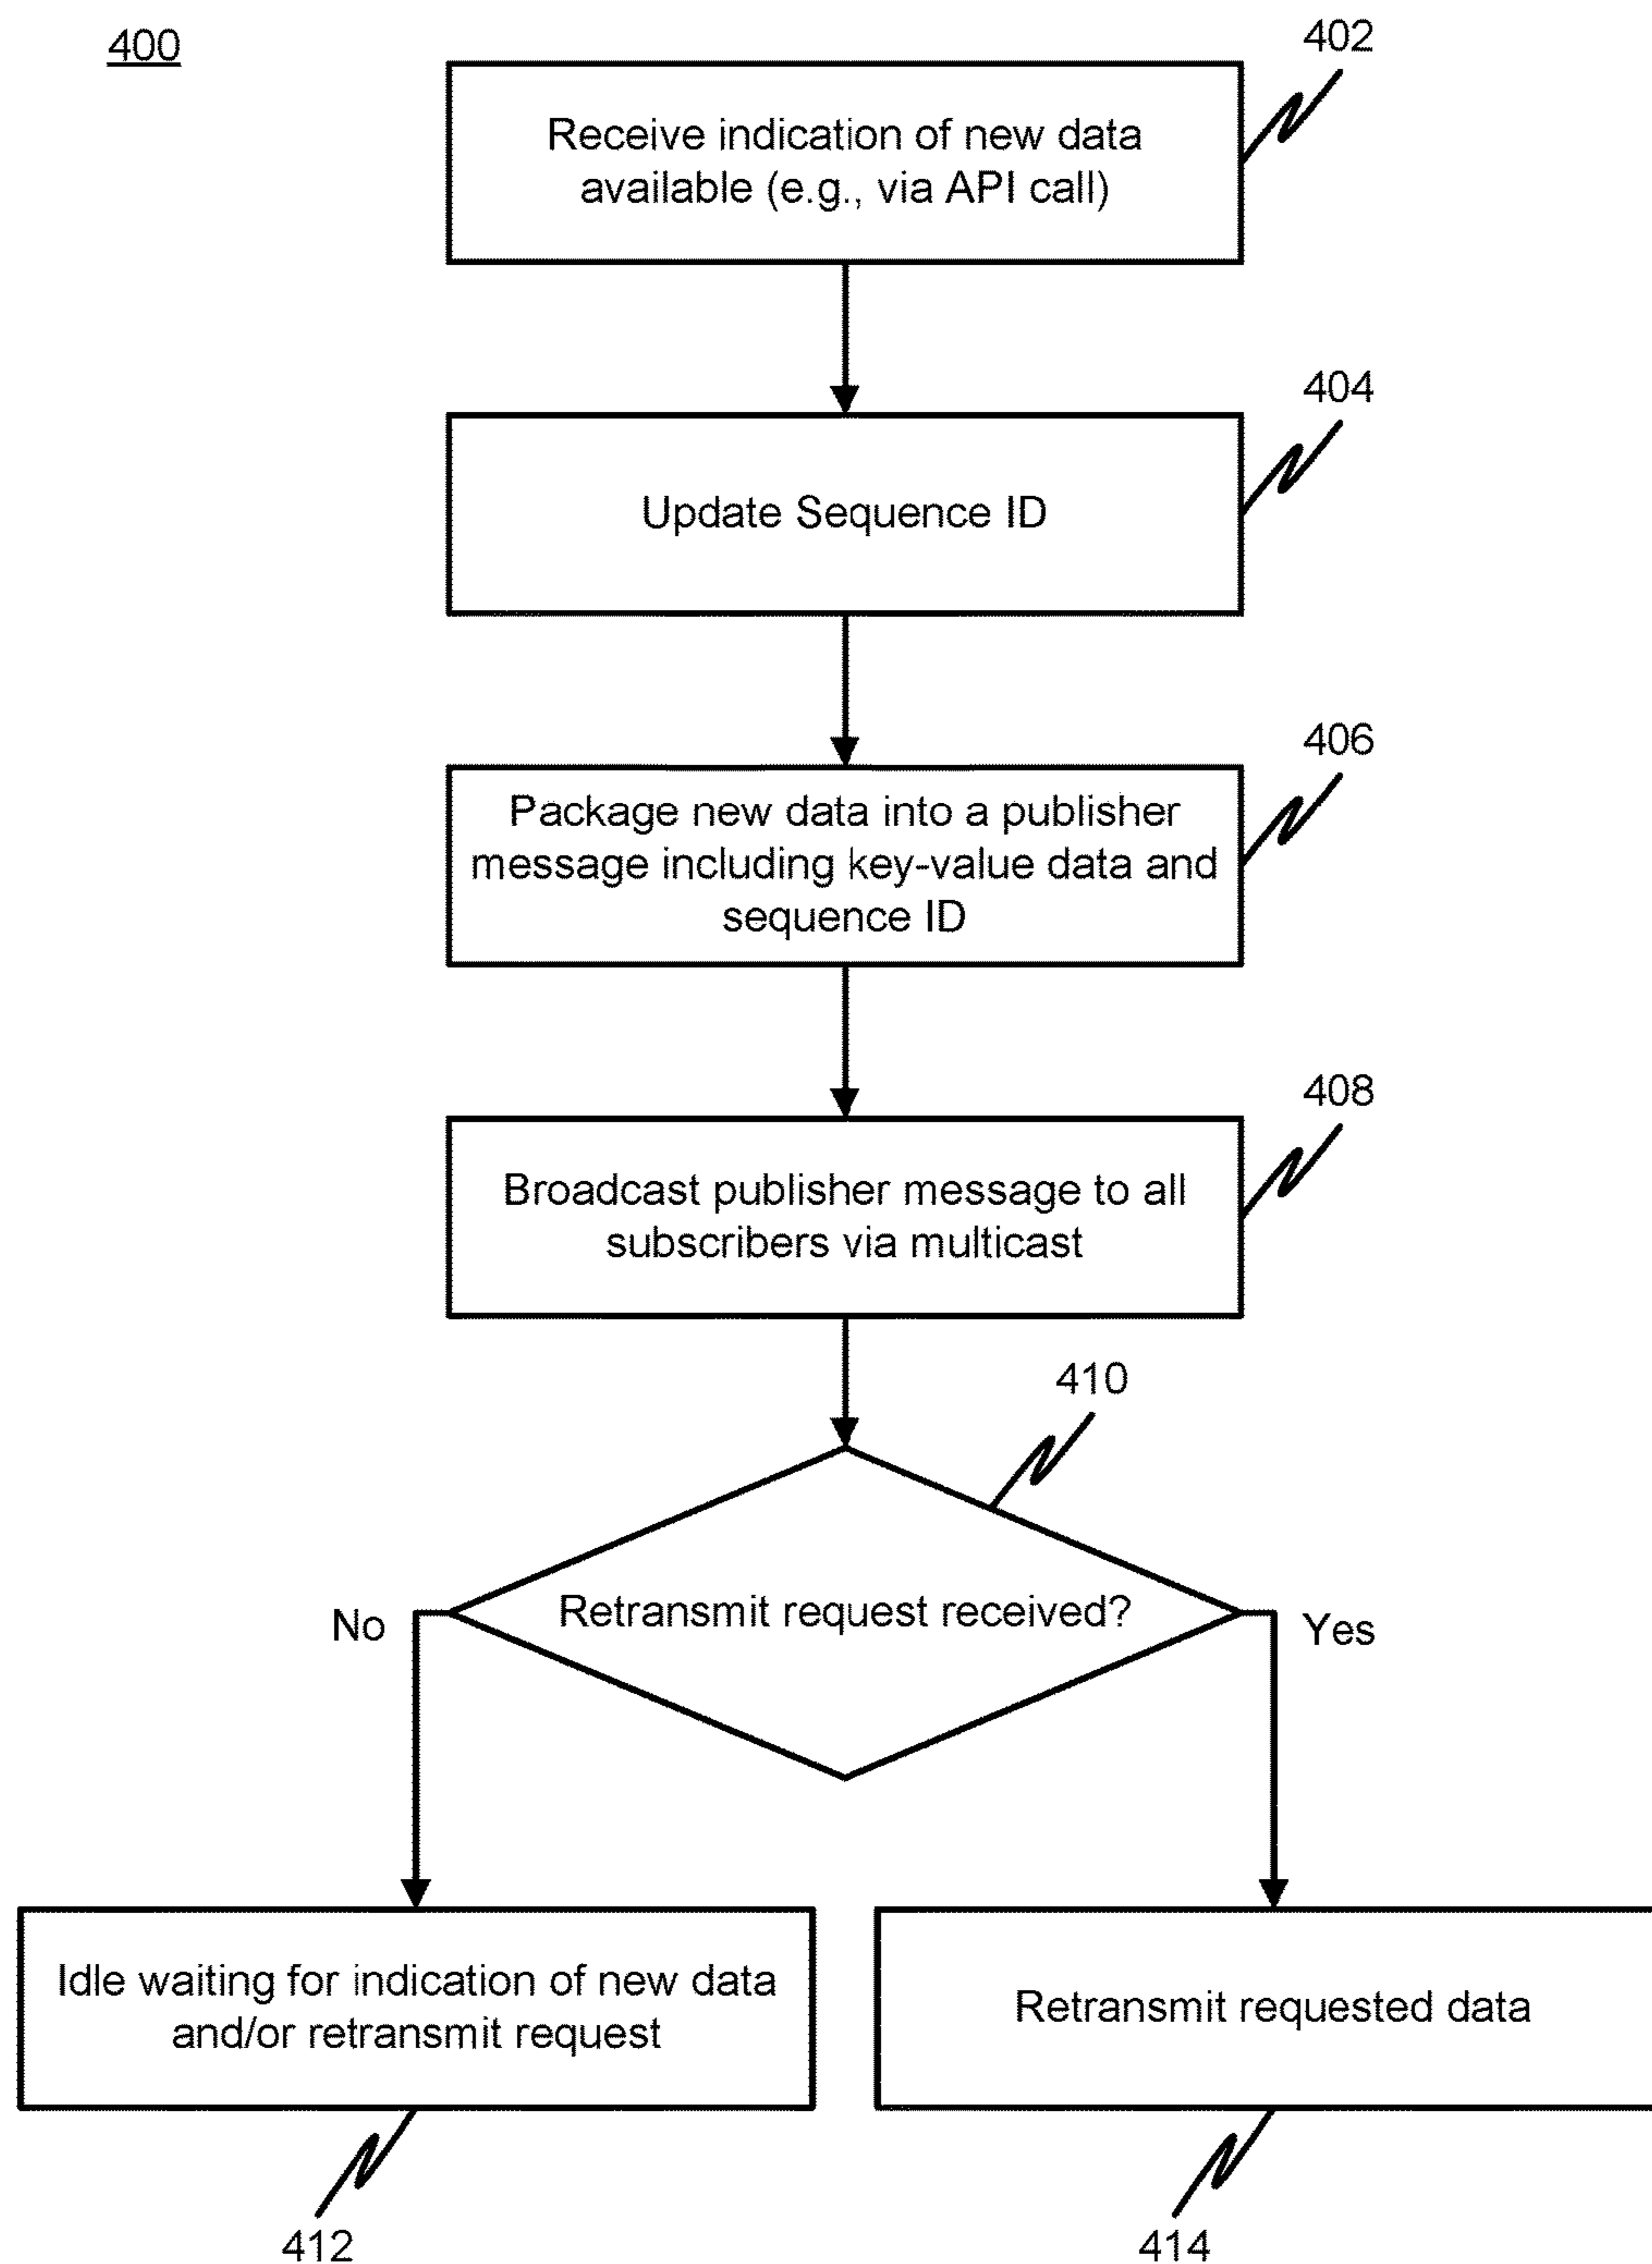 400
402
Receive indication of new data
available (e.g., via API call)
404
Update Sequence ID
406
Package new data into a publisher
message including key-value data and
sequence ID
408
Broadcast publisher message to all
subscribers via multicast
410
Retransmit request received?
No
Yes
Idle waiting for indication of new data
and/or retransmit request
Retransmit requested data
412
414